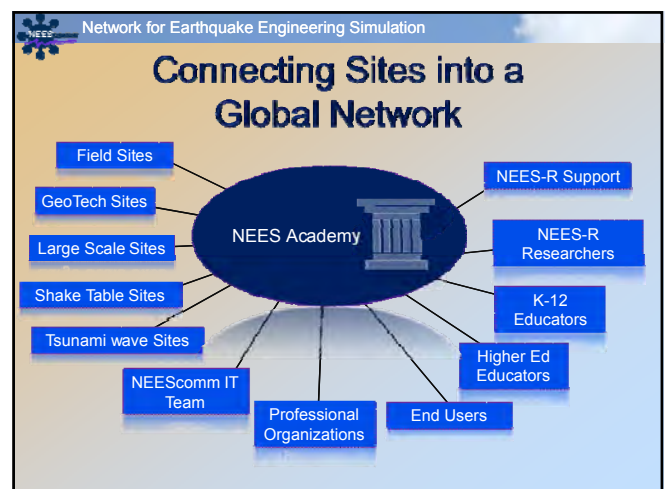 NEES
Network for Earthquake Engineering Simulation
Connecting Sites into a
Global Network
Field Sites
GeoTech Sites
Large Scale Sites
Shake Table Sites
Tsunami wave Sites
NEEScomm IT
Team
Professional
Organizations
End Users
Higher Ed
Educators
K-12
Educators
NEES-R
Researchers
NEES-R Support
NEES Academy